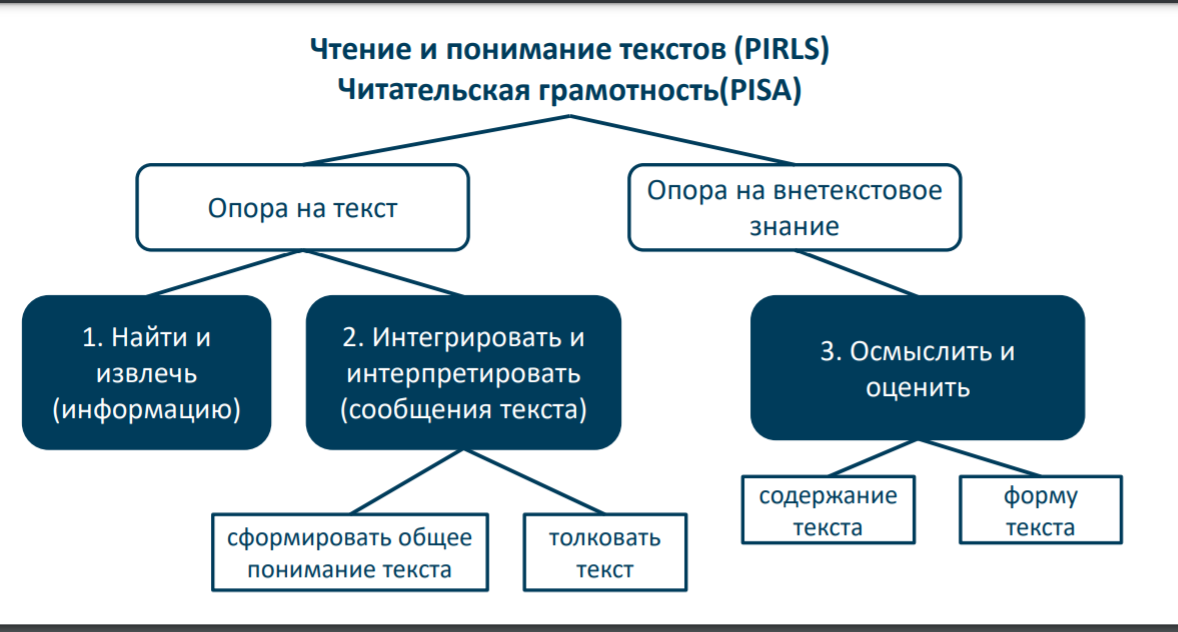 Чтение и понимание текстов (PIRLS)
Читательская грамотность(PISA)
Опора на текст
Опора на внетекстовое
знание
1. Найти и
извлечь
(информацию)
2. Интегрировать и
интерпретировать
(сообщения текста)
3. Осмыслить и
оценить
сформировать общее
понимание текста
толковать
текст
содержание
текста
форму
текста